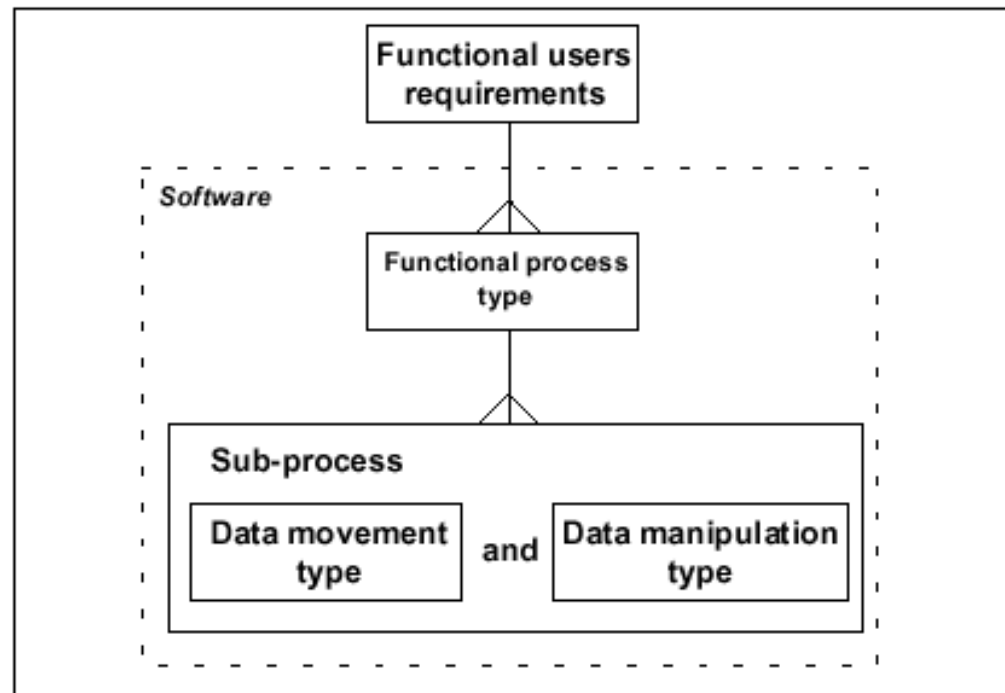 Functional users
requirements
Software
Functional process
type
Sub-process
Data movement
type
and
Data manipulation
type